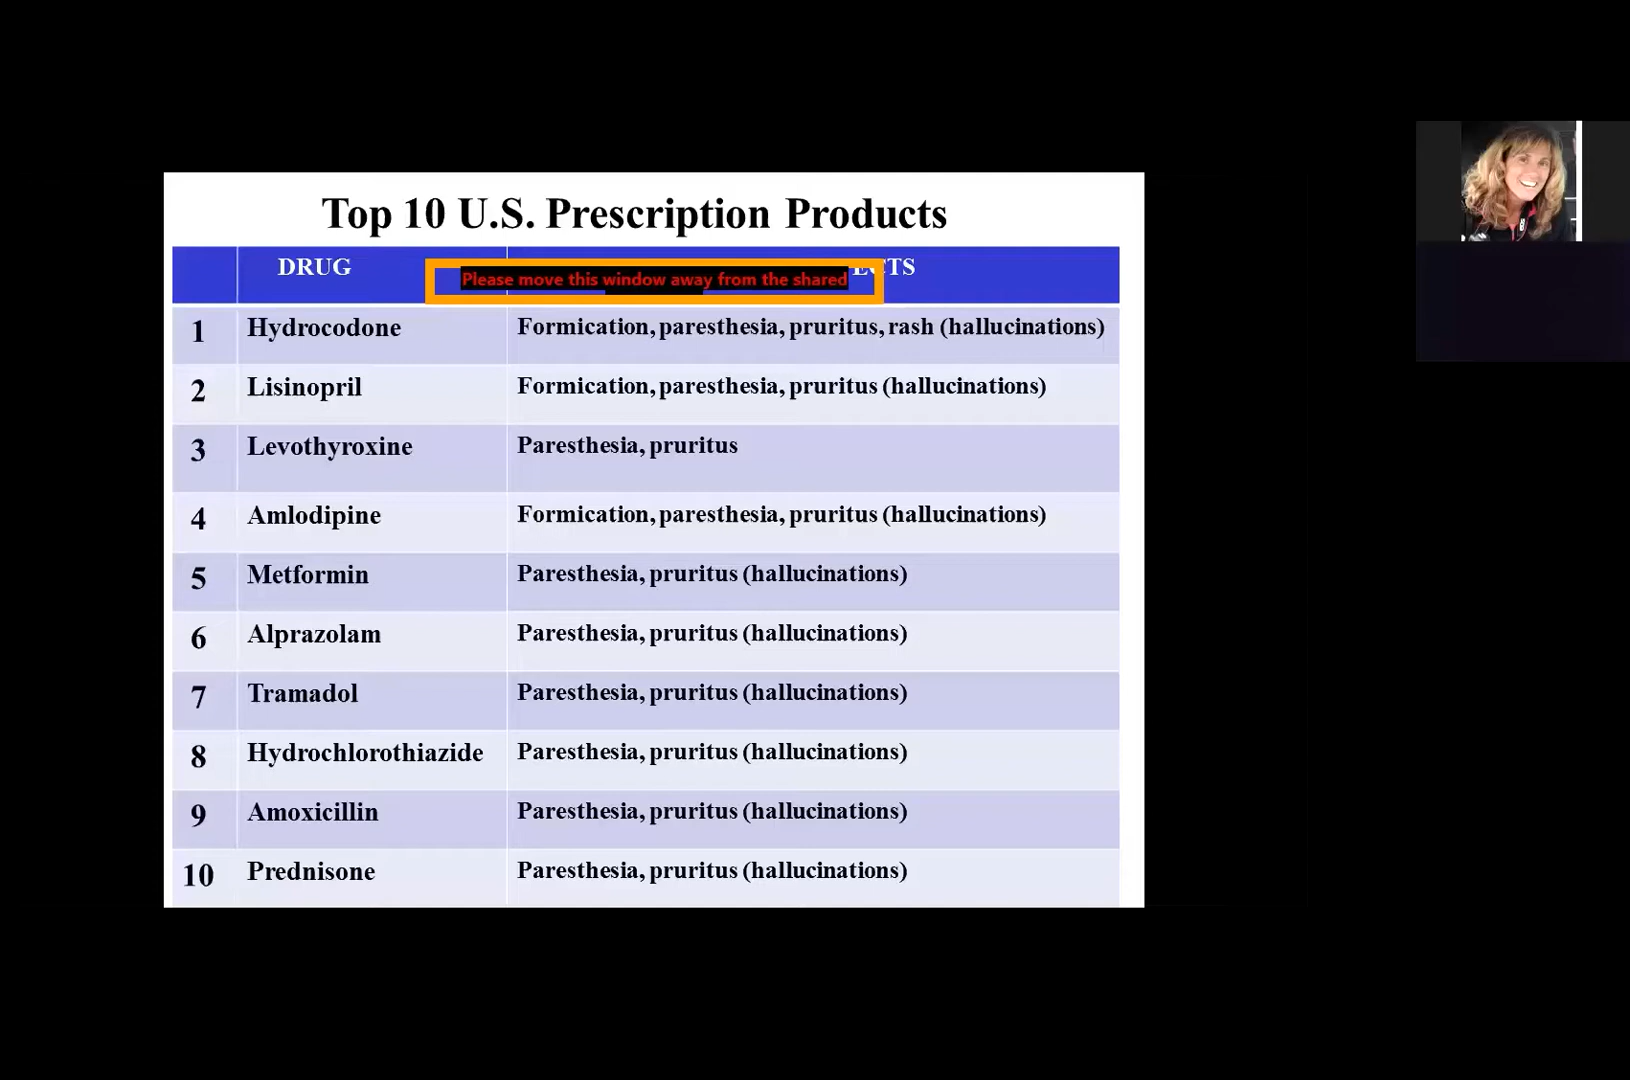 Top 10 U.S. Prescription Products
DRUG
Please move this window away from the shared
1 Hydrocodone Formication, paresthesia, pruritus, rash (hallucinations)
2 Lisinopril Formication, paresthesia, pruritus (hallucinations)
3 Levothyroxine Paresthesia, pruritus
4 Amlodipine Formication, paresthesia, pruritus (hallucinations)
5 Metformin Paresthesia, pruritus (hallucinations)
6 Alprazolam Paresthesia, pruritus (hallucinations)
7 Tramadol Paresthesia, pruritus (hallucinations)
8 Hydrochlorothiazide Paresthesia, pruritus (hallucinations)
9 Amoxicillin Paresthesia, pruritus (hallucinations)
10 Prednisone Paresthesia, pruritus (hallucinations)